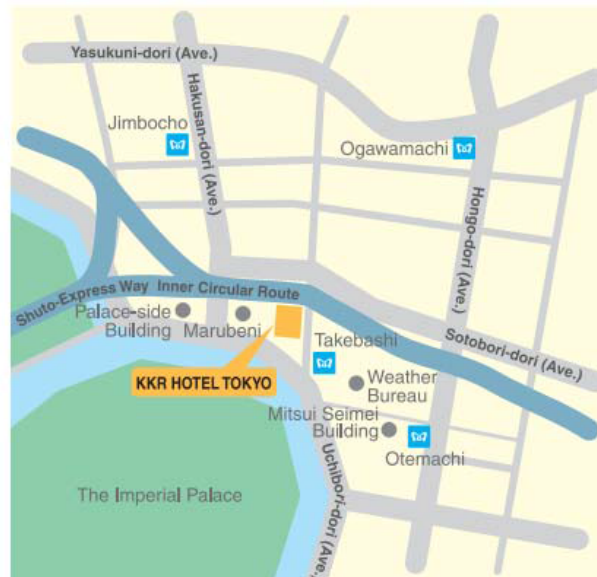 Yasukuni-dori (Ave.)
Hakusan-dori (Ave.)
Jimbocho
Ogawamachi
Hongo-dori (Ave.)
Shuto-Express Way Inner Circular Route
Palace-side
Building
Marubeni
Takebashi
Sotobori-dori (Ave.)
KKR HOTEL TOKYO
Weather
Bureau
Mitsui Seimei
Building
Otemachi
Uchibori-dori (Ave.)
The Imperial Palace